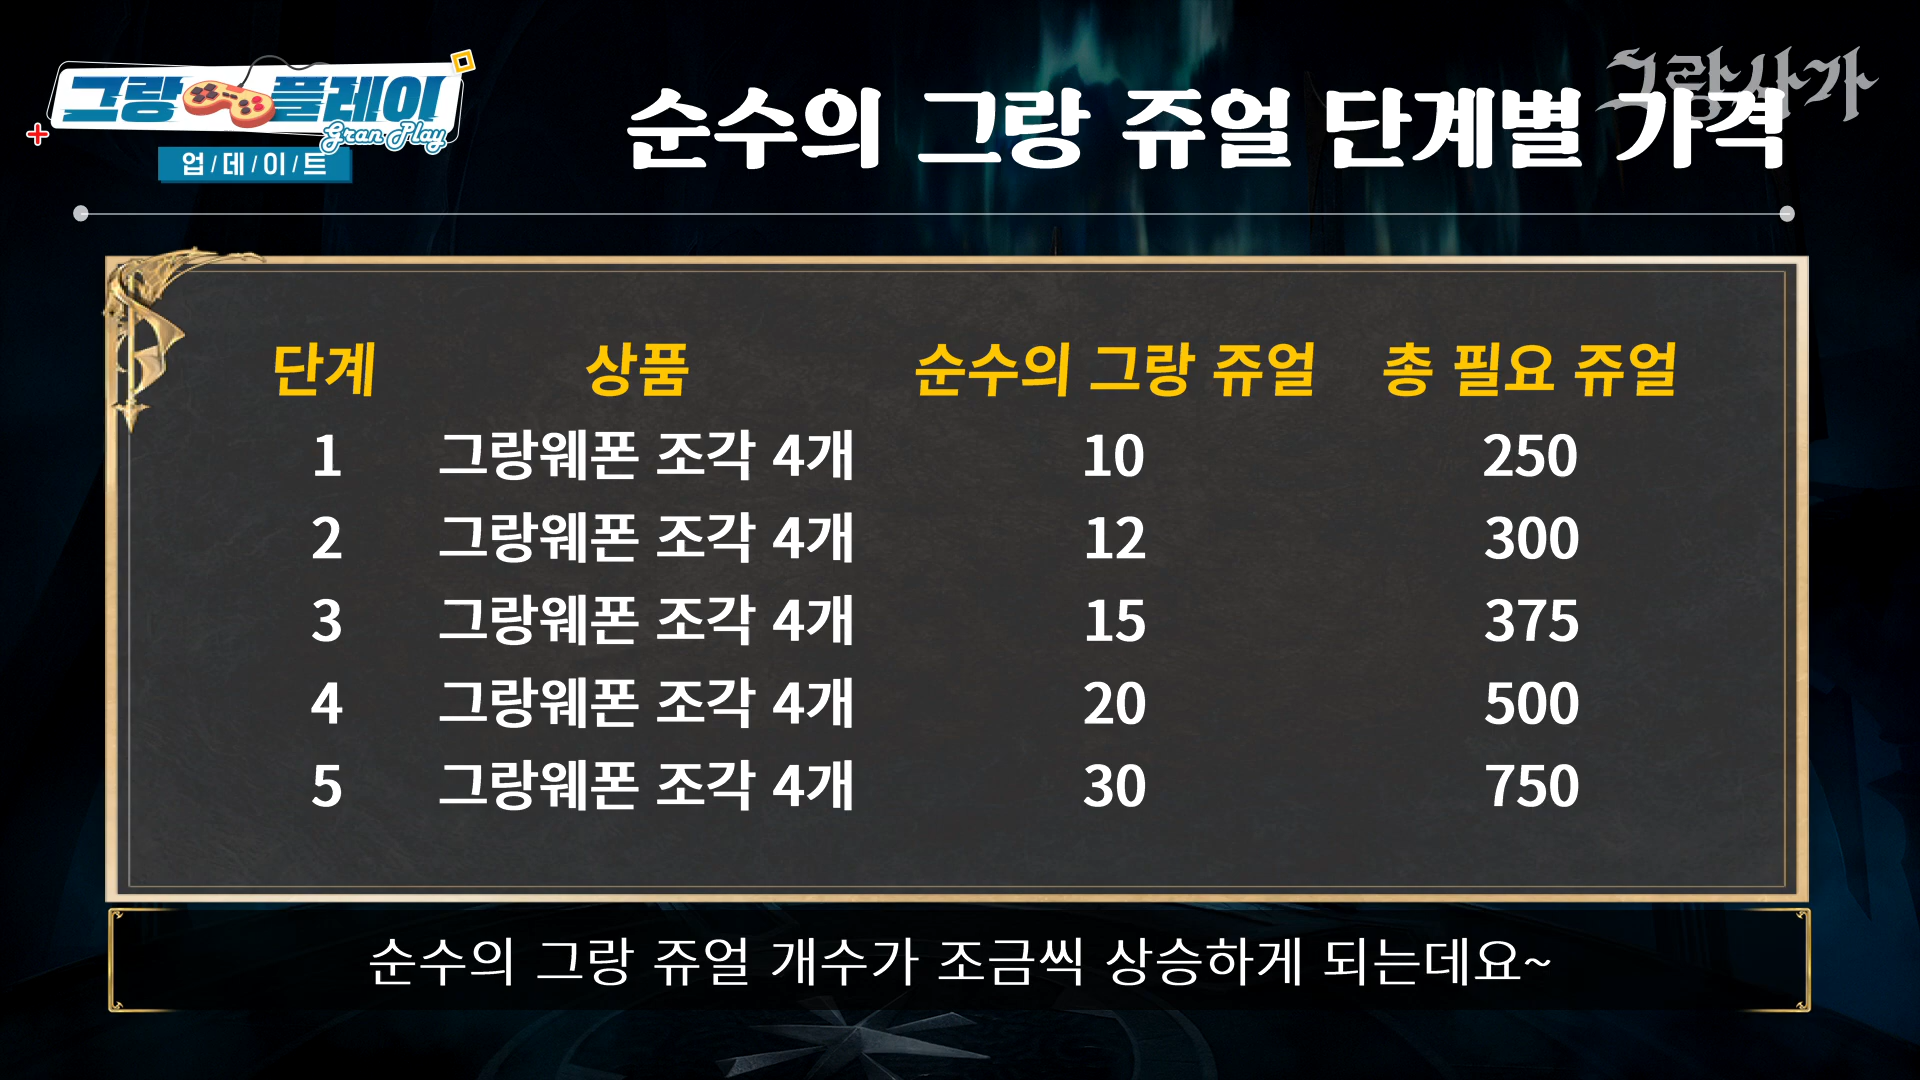 그랑 플레이
Gran Play
업/데/이/트
그랑사가
순수의 그랑 쥬얼 단계별 가격
단계 상품 순수의 그랑 쥬얼 총 필요 쥬얼
1 그랑웨폰 조각 4개 10 250
2 그랑웨폰 조각 4개 12 300
3 그랑웨폰 조각 4개 15 375
4 그랑웨폰 조각 4개 20 500
5 그랑웨폰 조각 4개 30 750
순수의 그랑 쥬얼 개수가 조금씩 상승하게 되는데요~